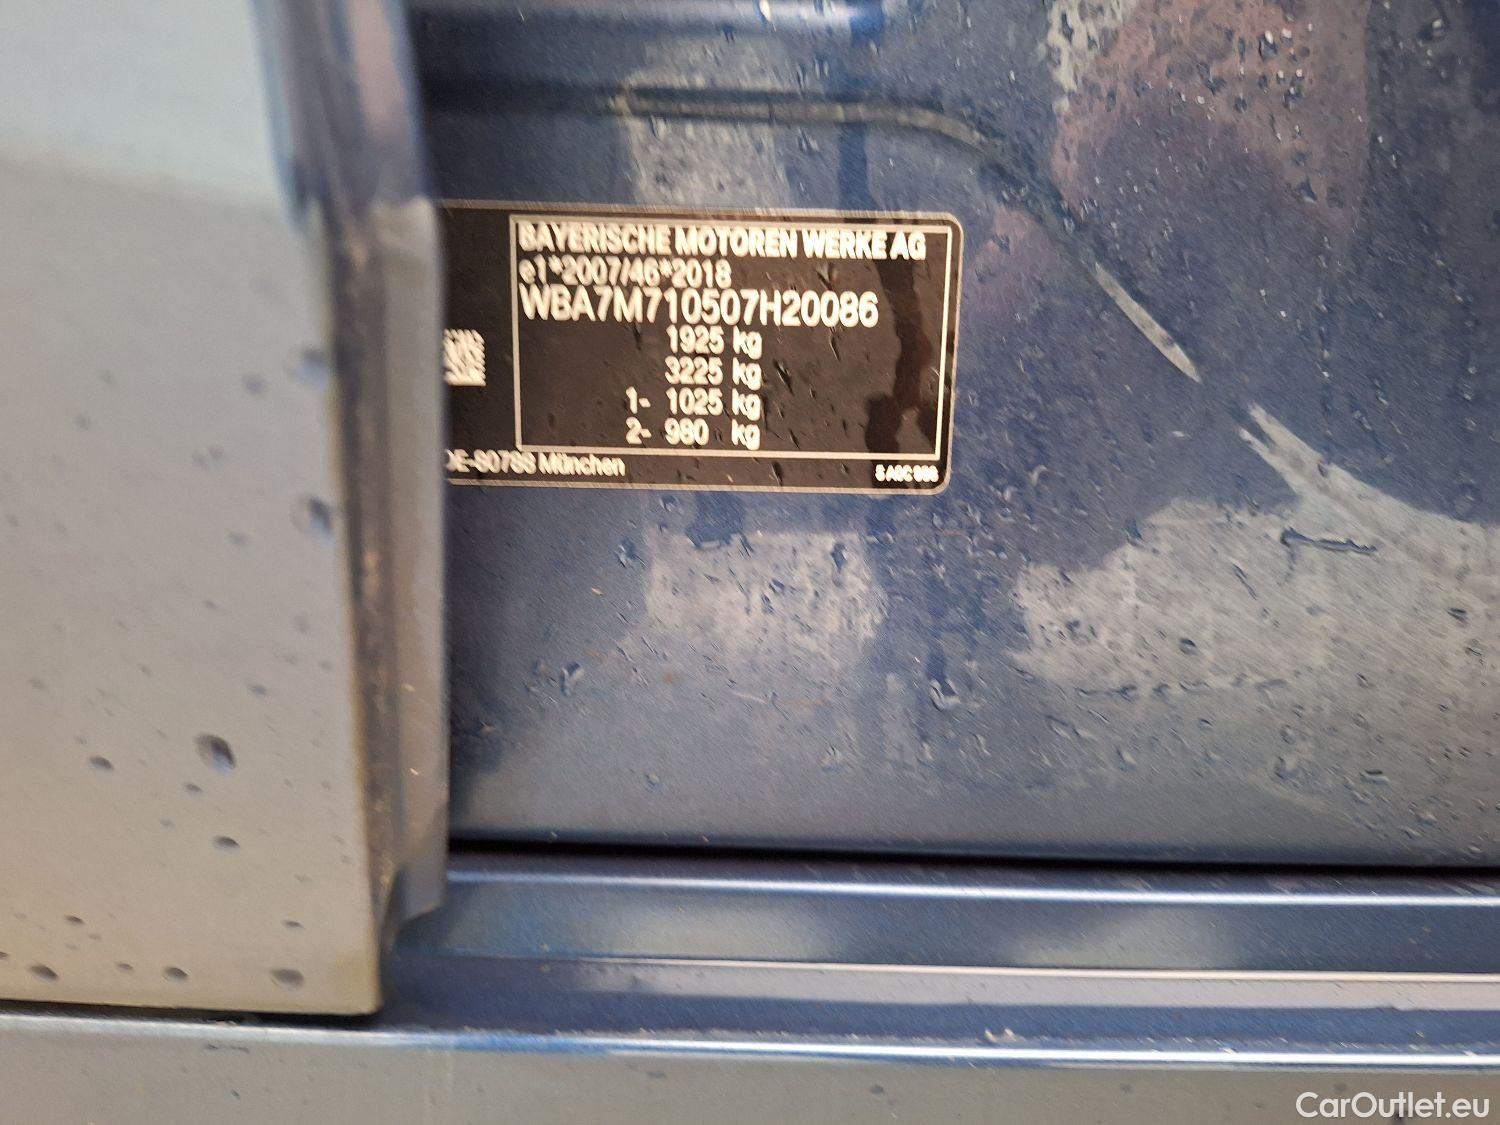 BAYERISCHE MOTOREN WERKE AG
e1*2007/46*2018
WBA7M710507H20086
1925 kg
3225 kg
1- 1025 kg
2- 980 kg
München
CarOutlet.eu